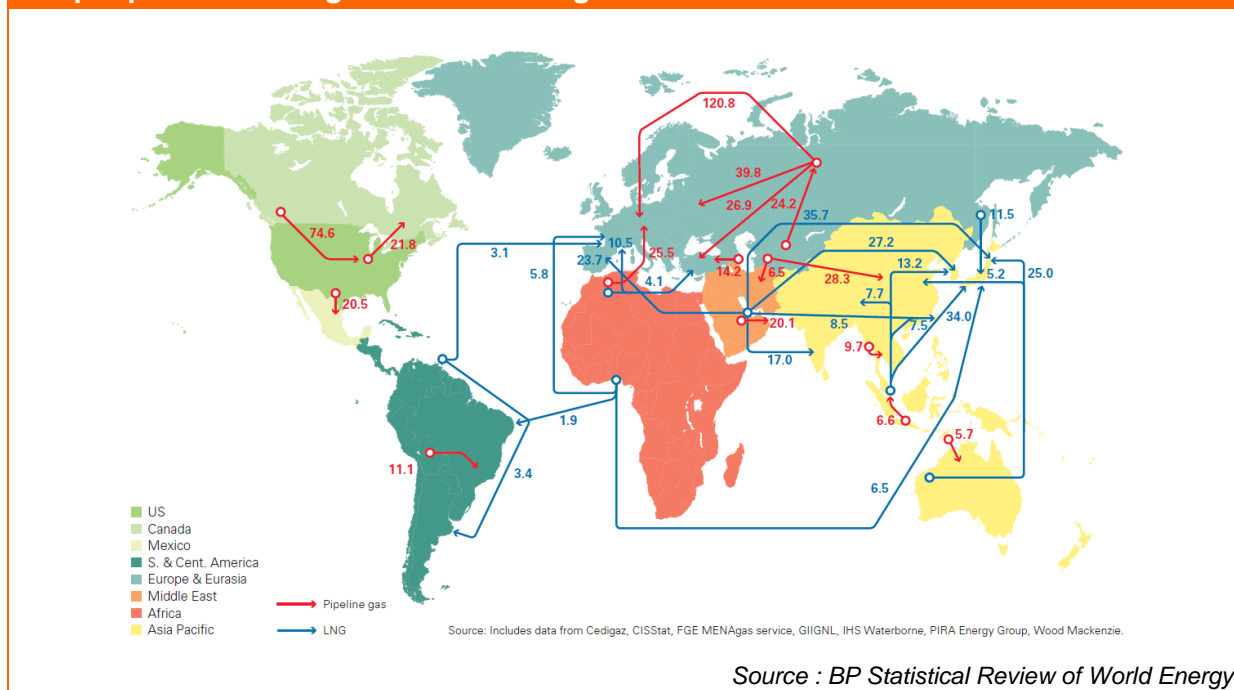 120.8
39.8
26.9
24.2
35.7
11.5
74.6
21.8
3.1
10.5
25.5
27.2
23.7
5.8
14.2
6.5
13.2
5.2
25.0
4.1
28.3
20.5
7.7
20.1
8.5
7.5
34.0
9.7
17.0
1.9
6.6
5.7
11.1
3.4
6.5
US
Canada
Mexico
S. & Cent. America
Europe & Eurasia
Middle East
Africa
Asia Pacific
Pipeline gas
LNG
Source: Includes data from Cedigaz, CISStat, FGE MENAgas service, GIIGNL, IHS Waterborne, PIRA Energy Group, Wood Mackenzie.
Source : BP Statistical Review of World Energy